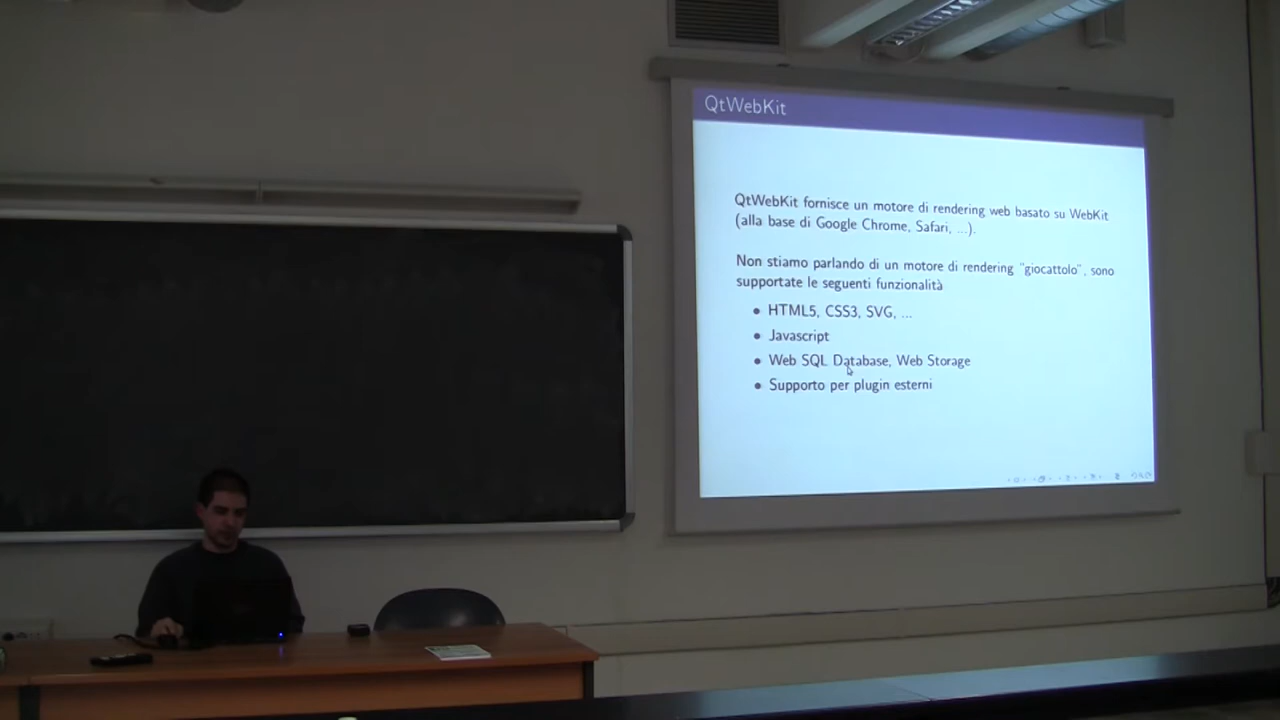 QtWebKit
QtWebKit fornisce un motore di rendering web basato su WebKit
(alla base di Google Chrome, Safari, ...).
Non stiamo parlando di un motore di rendering "giocattolo", sono
supportate le seguenti funzionalità
• HTML5, CSS3, SVG, ...
• Javascript
• Web SQL Database, Web Storage
• Supporto per plugin esterni